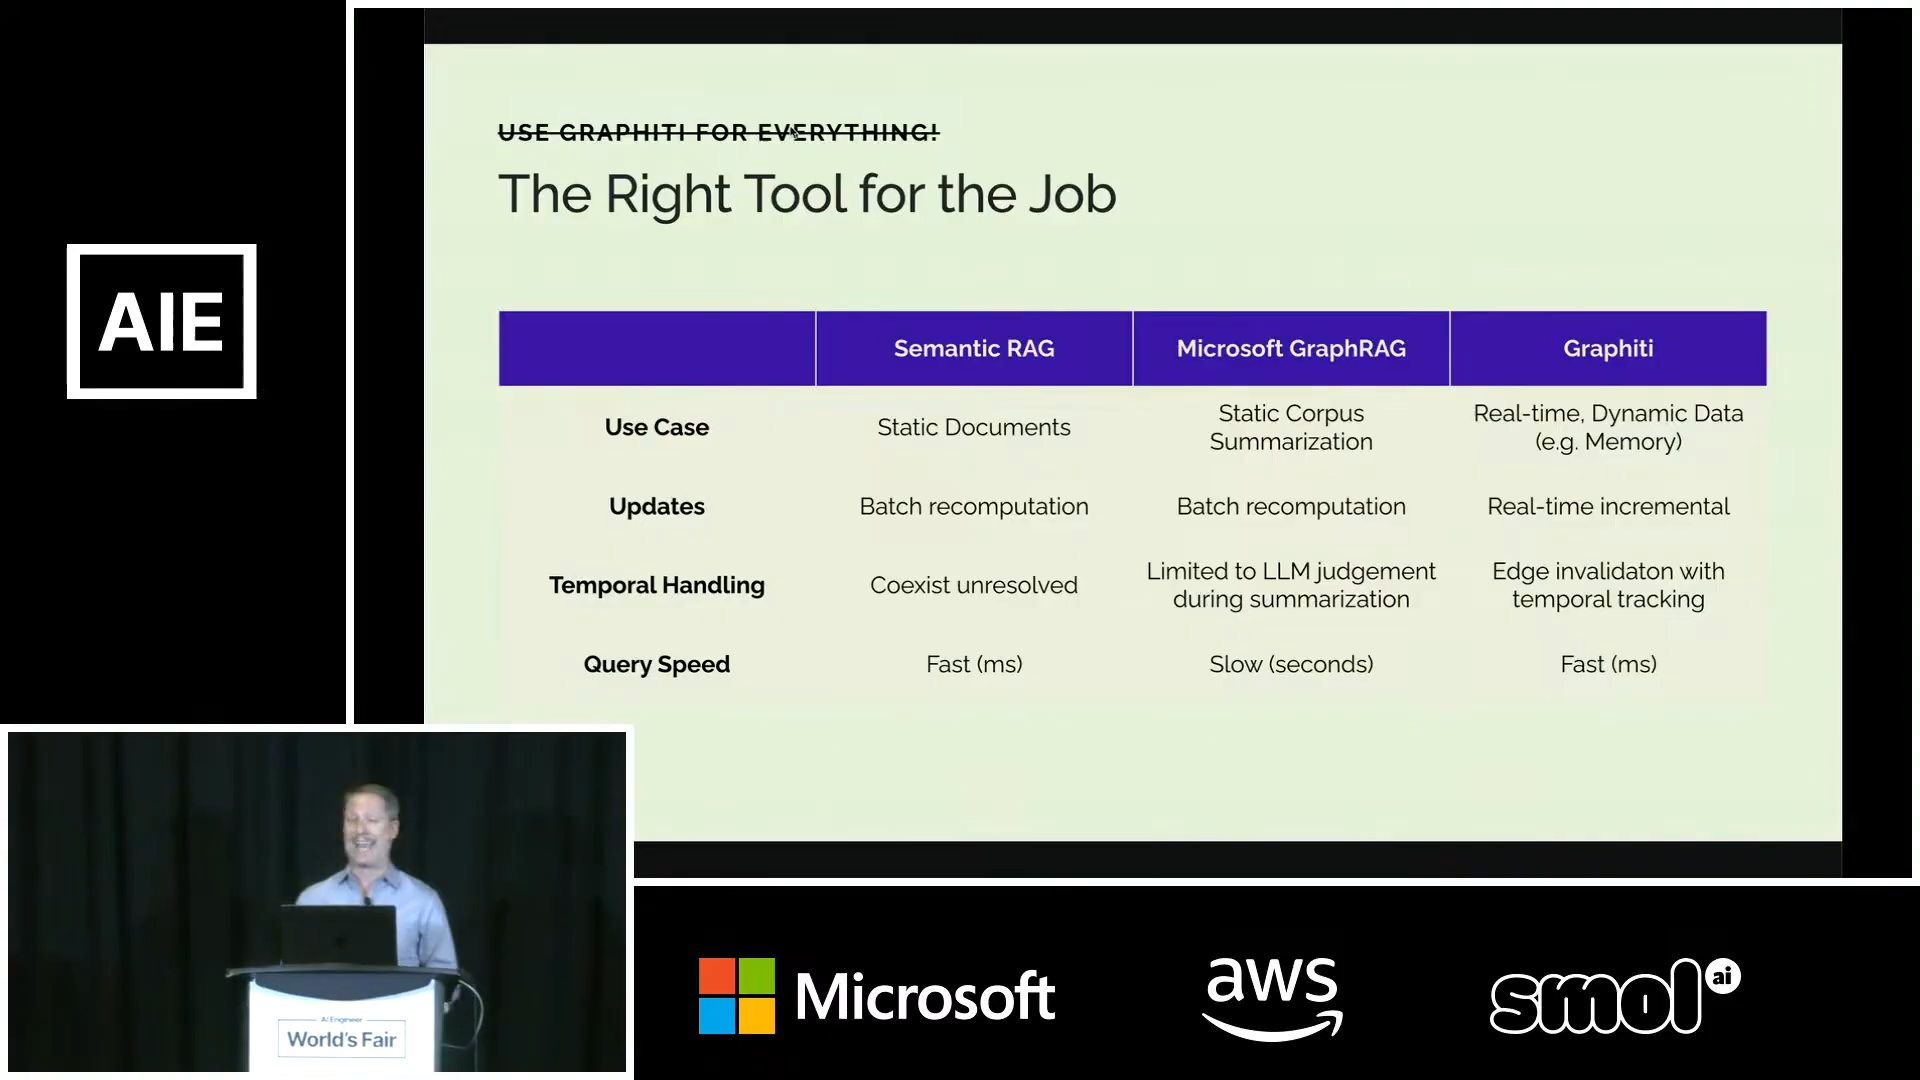 AIE
USE GRAPHITI FOR EVERYTHING!
The Right Tool for the Job
Semantic RAG
Microsoft GraphRAG
Graphiti
Use Case
Static Documents
Static Corpus
Summarization
Real-time, Dynamic Data
(e.g. Memory)
Updates
Batch recomputation
Batch recomputation
Real-time incremental
Temporal Handling
Coexist unresolved
Limited to LLM judgement
during summarization
Edge invalidaton with
temporal tracking
Query Speed
Fast (ms)
Slow (seconds)
Fast (ms)
AI Engineer
World's Fair
Microsoft
aws
smol ai